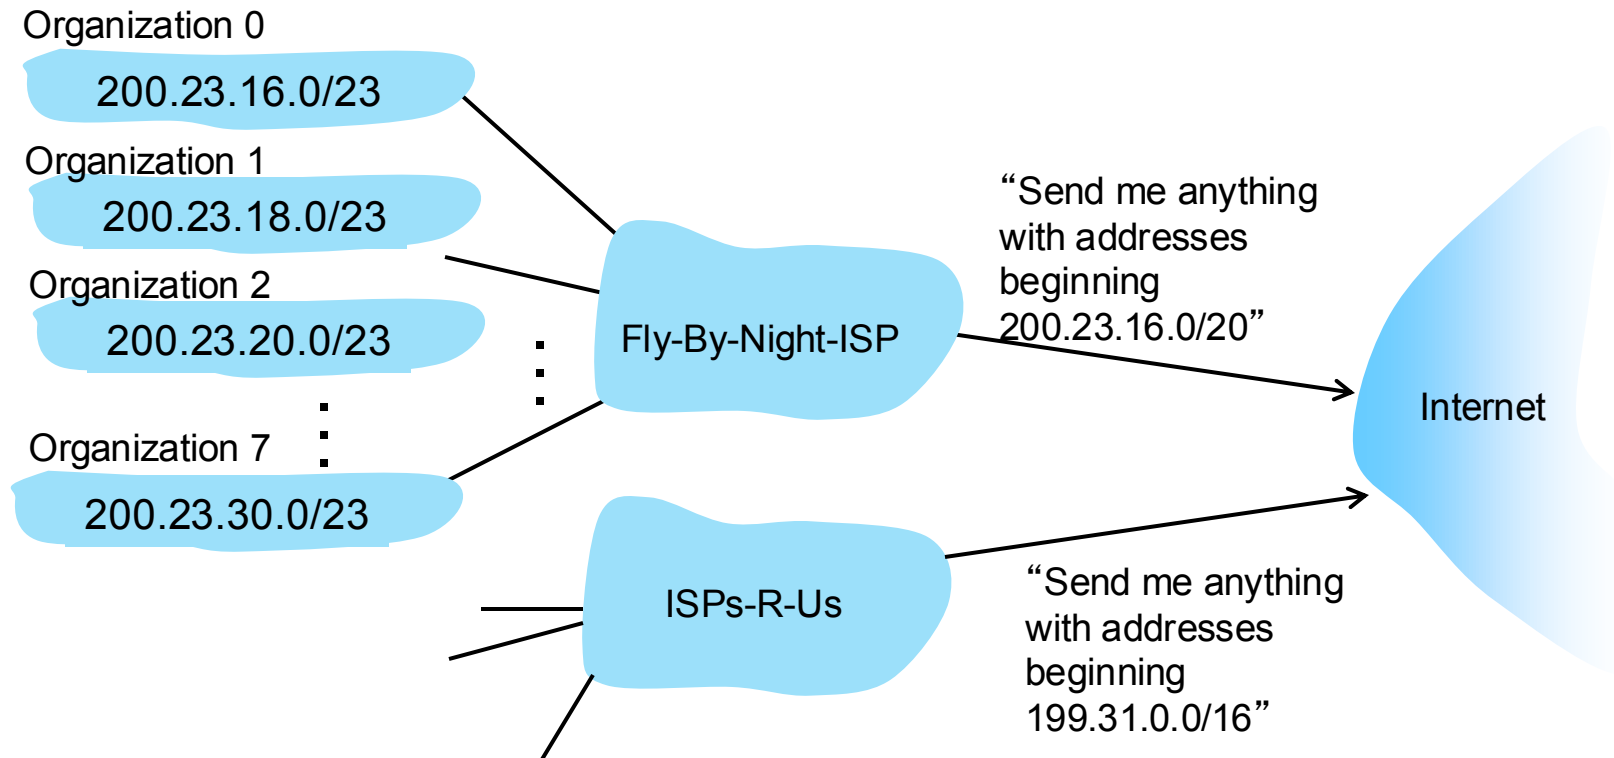 Organization 0
200.23.16.0/23
Organization 1
200.23.18.0/23
Organization 2
200.23.20.0/23
Organization 7
200.23.30.0/23
Fly-By-Night-ISP
“Send me anything
with addresses
beginning
200.23.16.0/20”
Internet
ISPs-R-Us
“Send me anything
with addresses
beginning
199.31.0.0/16”